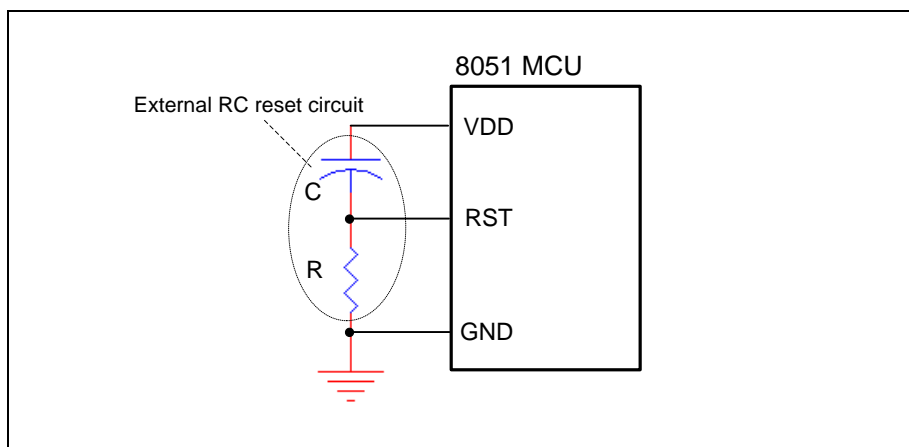 8051 MCU
External RC reset circuit
VDD
C
RST
R
GND